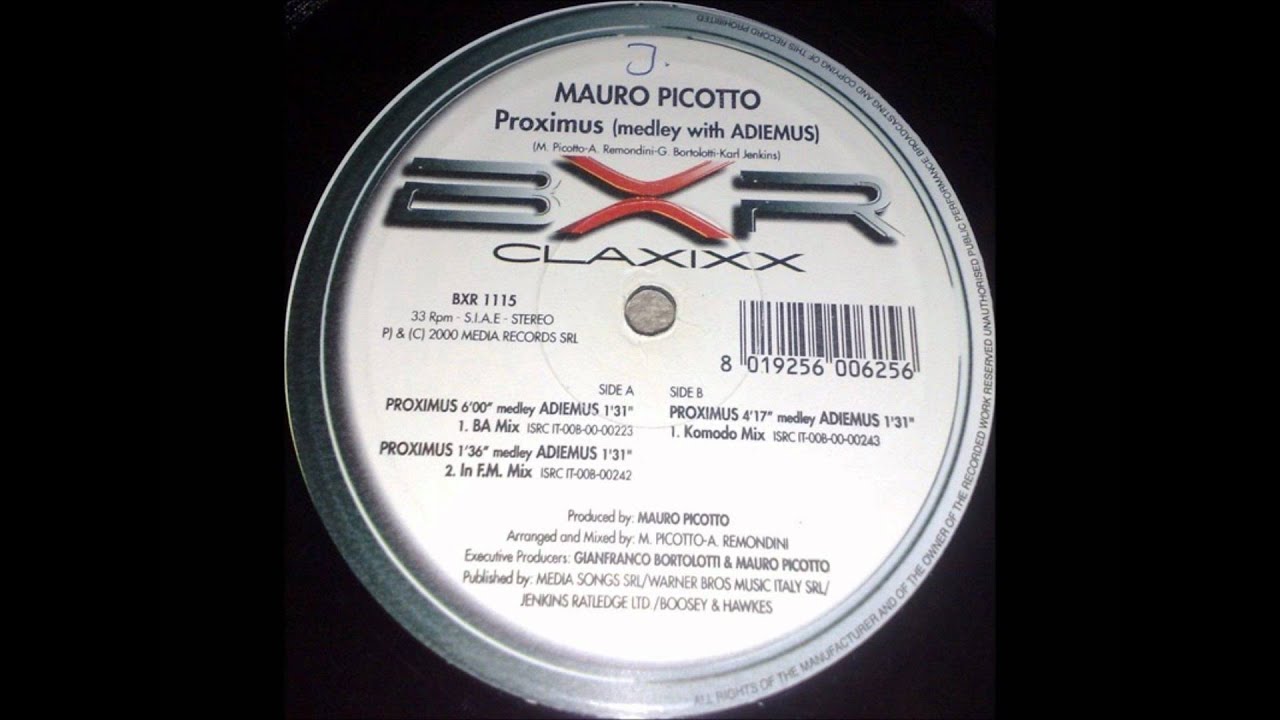 J.
MAURO PICOTTO
Proximus (medley with ADIEMUS)
(M. Picotto-A. Remondini-G. Bortolotti-Karl Jenkins)
BXR
CLAXIXX
BXR 1115
33 Rpm - S.I.A.E - STEREO
P) & (C) 2000 MEDIA RECORDS SRL
8 019256 006256
SIDE A
PROXIMUS 6'00" medley ADIEMUS 1'31"
1. BA Mix ISRC IT-00B-00-00223
PROXIMUS 1'36" medley ADIEMUS 1'31"
2. In F.M. Mix ISRC IT-00B-00242
SIDE B
PROXIMUS 4'17" medley ADIEMUS 1'31"
1. Komodo Mix ISRC IT-00B-00-00243
Produced by: MAURO PICOTTO
Arranged and Mixed by: M. PICOTTO-A. REMONDINI
Executive Producers: GIANFRANCO BORTOLOTTI & MAURO PICOTTO
Published by: MEDIA SONGS SRL/WARNER BROS MUSIC ITALY SRL/
JENKINS RATLEDGE LTD /BOOSEY & HAWKES
ALL RIGHTS OF THE MANUFACTURER AND OF THE OWNER OF THE RECORDED WORK RESERVED UNAUTHORISED PUBLIC PERFORMANCE BROADCASTING AND COPYING OF THIS RECORD PROHIBITED